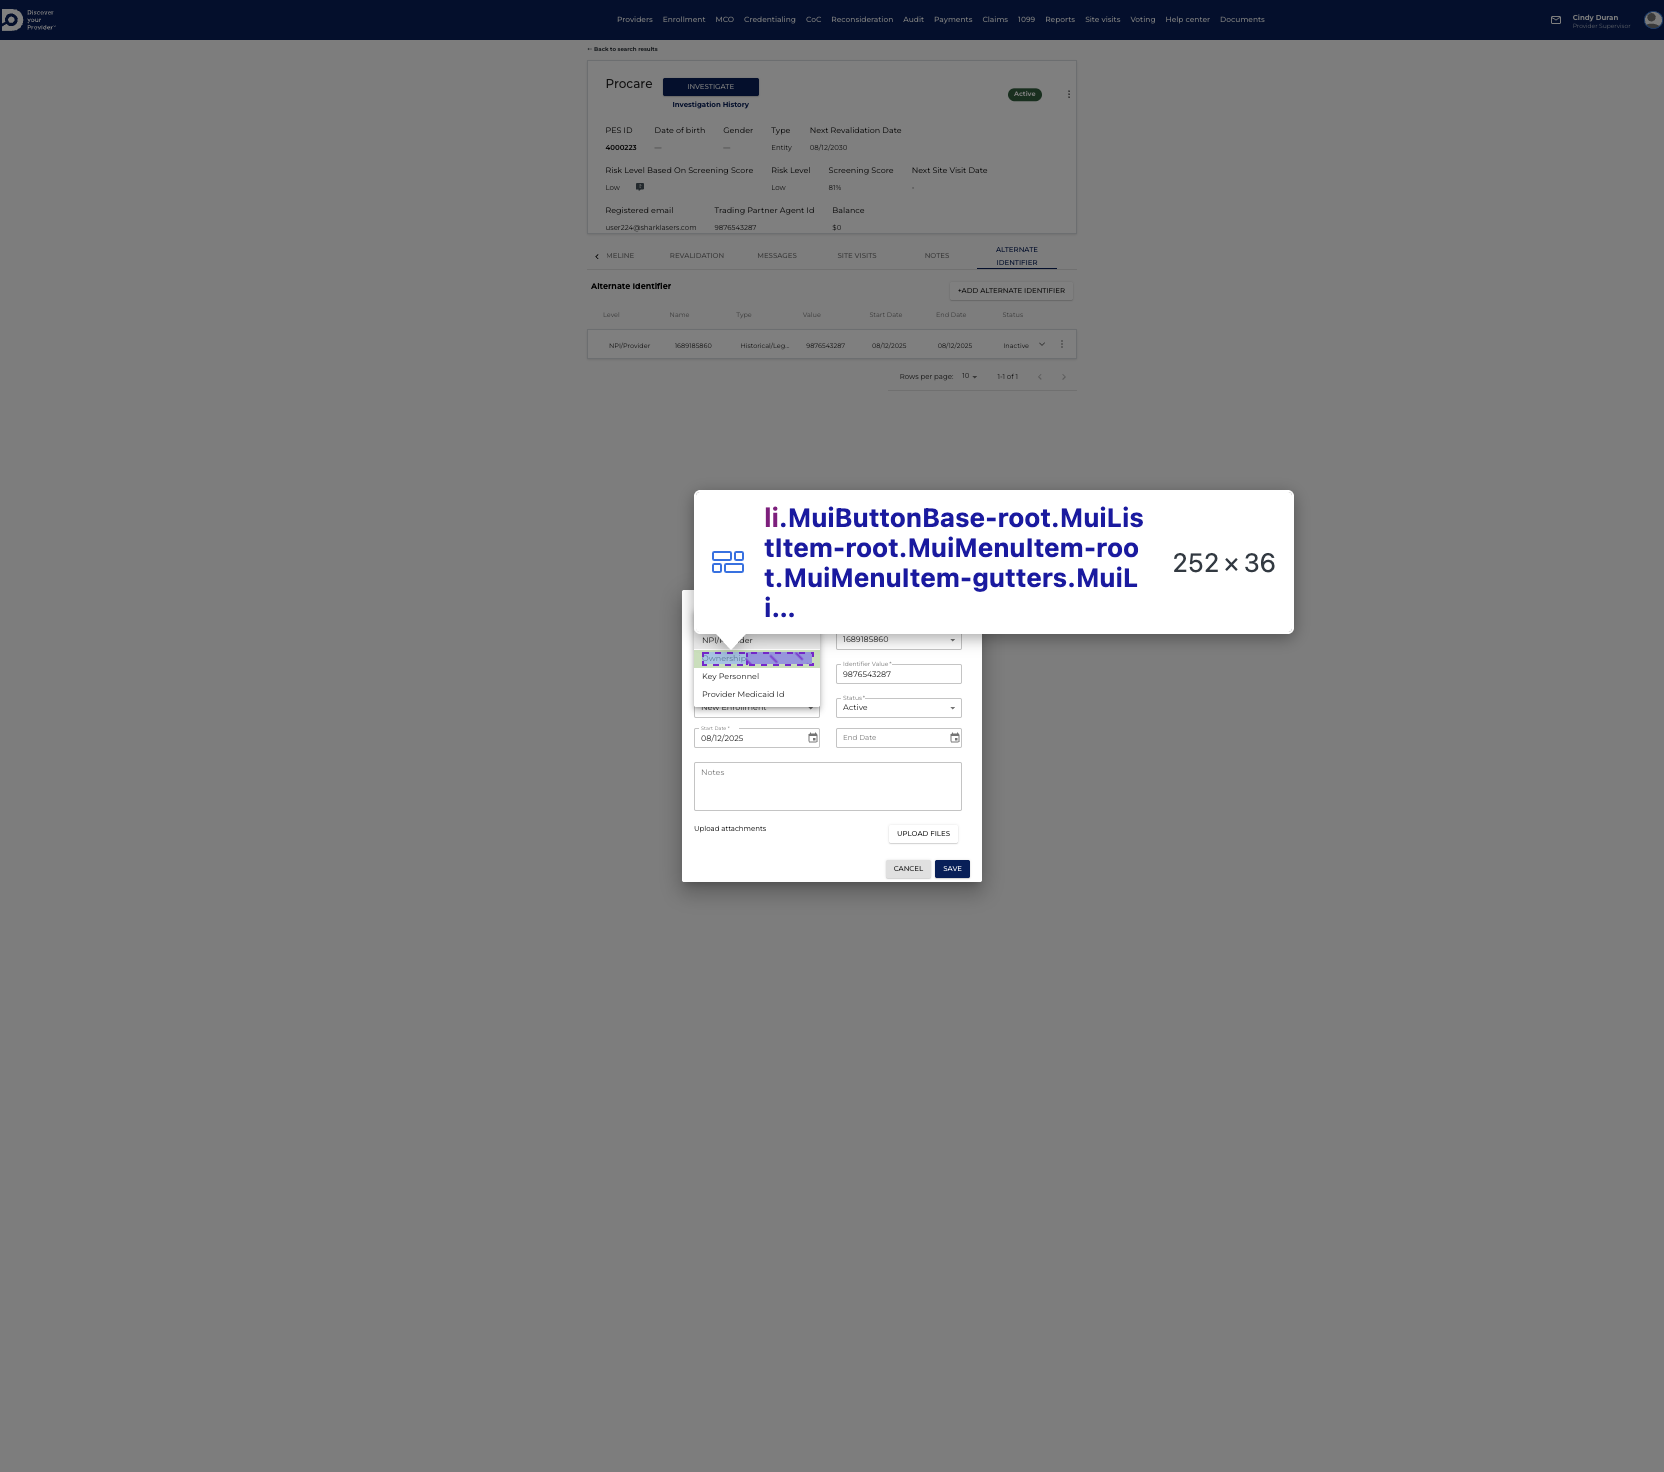 Discover
your
Provider
Providers Enrollment MCO Credentialing CoC Reconsideration Audit Payments Claims 1099 Reports Site visits Voting Help center Documents
Cindy Duran
Provider Supervisor
← Back to search results
Procare
INVESTIGATE
Investigation History
Active
PES ID Date of birth Gender Type Next Revalidation Date
4000223 — — Entity 08/12/2030
Risk Level Based On Screening Score Risk Level Screening Score Next Site Visit Date
Low Low 81% -
Registered email Trading Partner Agent Id Balance
user224@sharklasers.com 9876543287 $0
MELINE REVALIDATION MESSAGES SITE VISITS NOTES ALTERNATE
IDENTIFIER
Alternate Identifier
+ADD ALTERNATE IDENTIFIER
Level Name Type Value Start Date End Date Status
NPI/Provider 1689185860 Historical/Leg... 9876543287 08/12/2025 08/12/2025 Inactive
Rows per page: 10 1-1 of 1
li.MuiButtonBase-root.MuiLis
tItem-root.MuiMenuItem-roo
t.MuiMenuItem-gutters.MuiL
i...
252 × 36
1689185860
Ownership
Identifier Value *
9876543287
Key Personnel
Provider Medicaid Id
Status *
New Enrollment Active
Start Date *
08/12/2025 End Date
Notes
Upload attachments
UPLOAD FILES
CANCEL SAVE